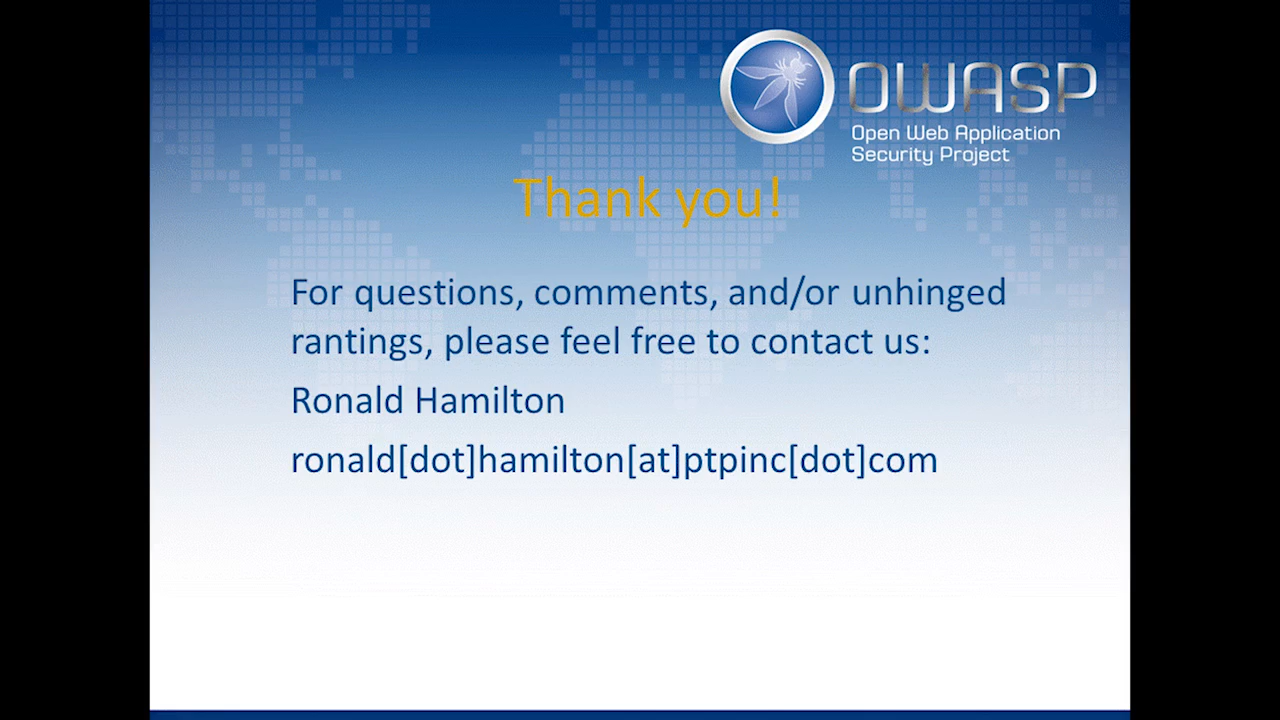 OWASP
Open Web Application
Security Project
Thank you!
For questions, comments, and/or unhinged
rantings, please feel free to contact us:
Ronald Hamilton
ronald[dot]hamilton[at]ptpinc[dot]com